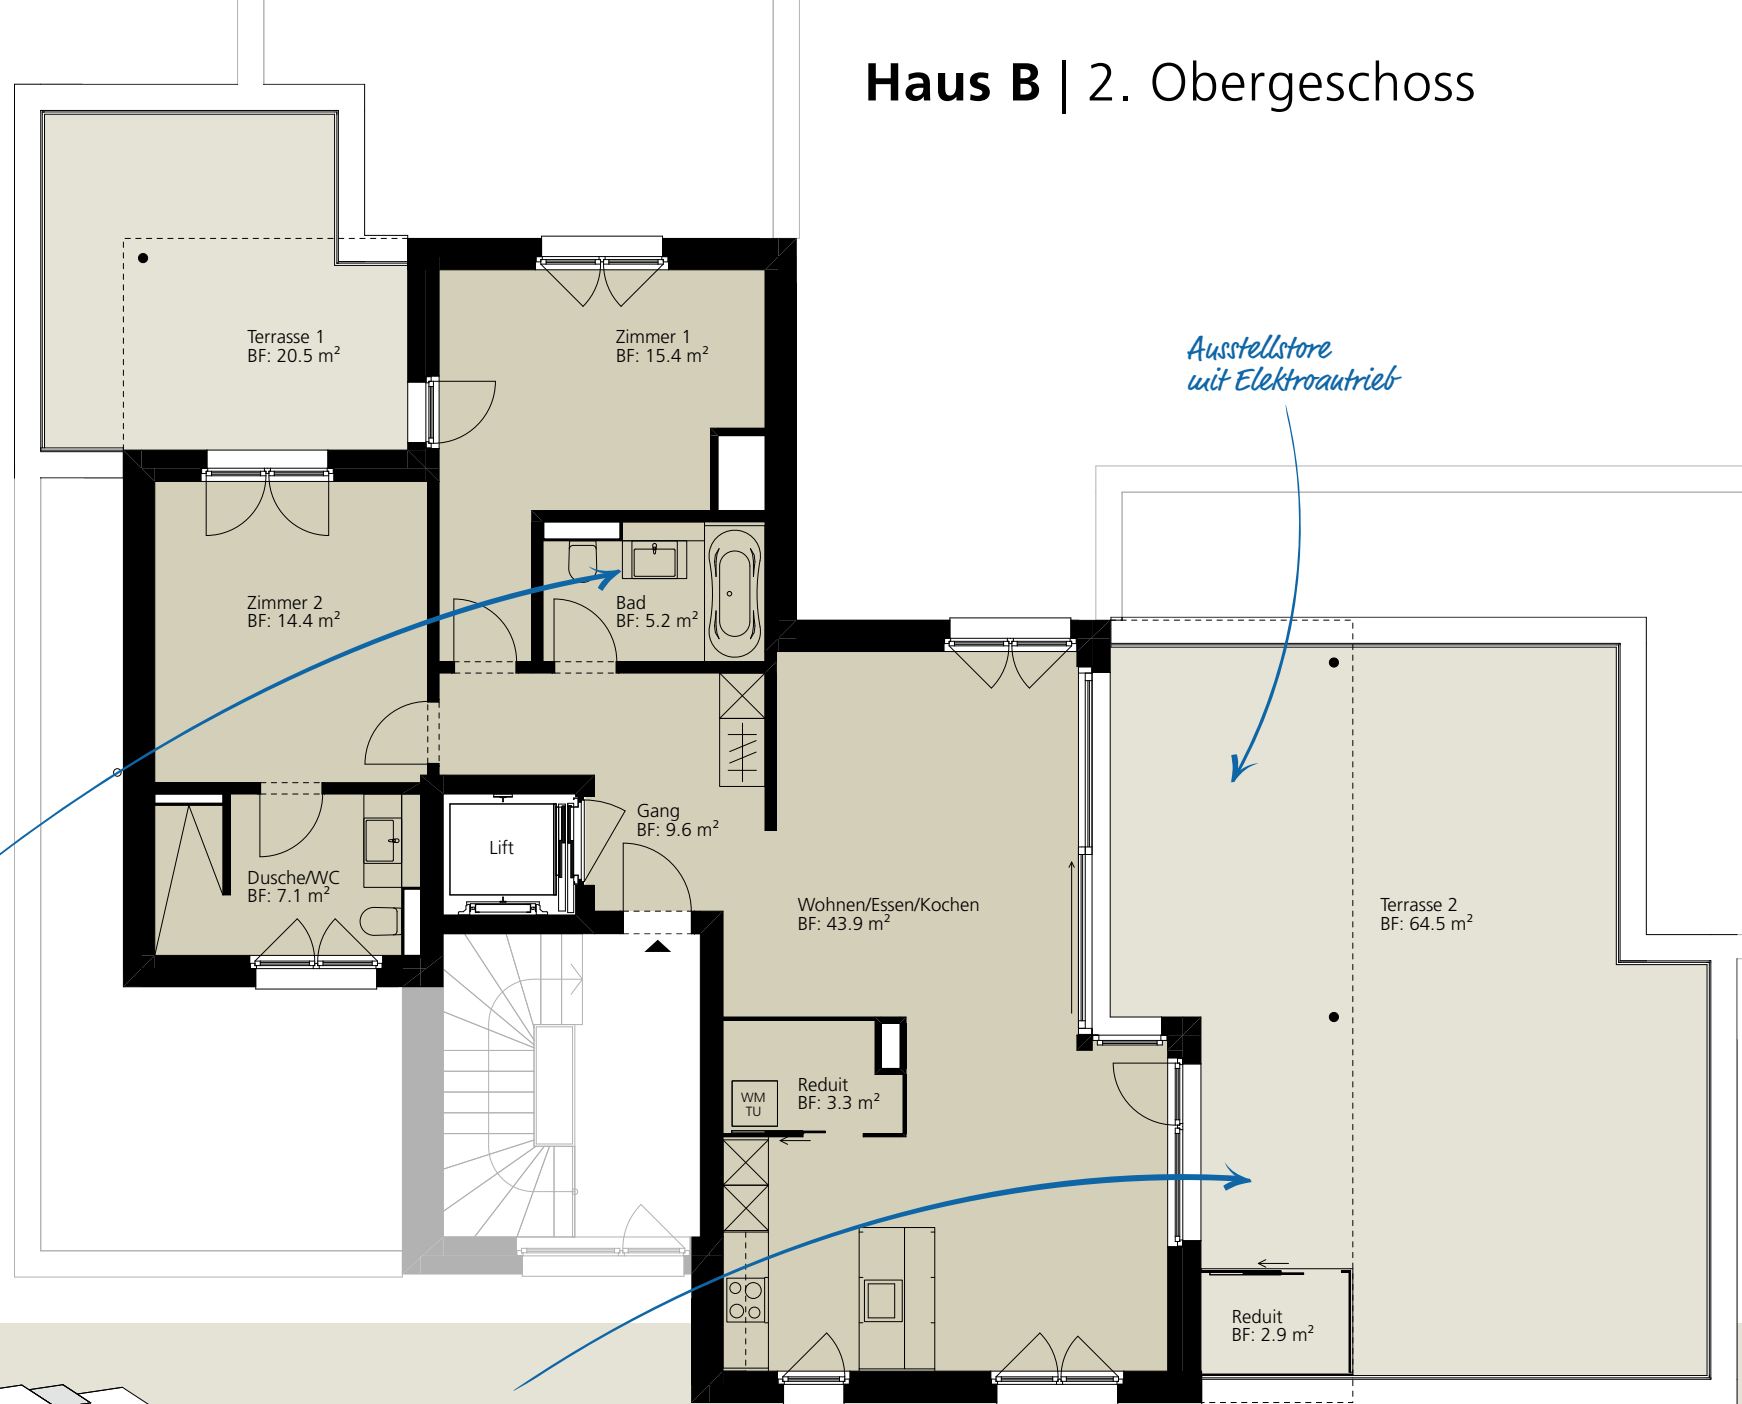 Haus B | 2. Obergeschoss
Terrasse 1
BF: 20.5 m²
Zimmer 1
BF: 15.4 m²
Ausstellstore
mit Elektroantrieb
Zimmer 2
BF: 14.4 m²
Bad
BF: 5.2 m²
Gang
BF: 9.6 m²
Lift
Dusche/WC
BF: 7.1 m²
Wohnen/Essen/Kochen
BF: 43.9 m²
Terrasse 2
BF: 64.5 m²
Reduit
BF: 3.3 m²
WM
TU
Reduit
BF: 2.9 m²